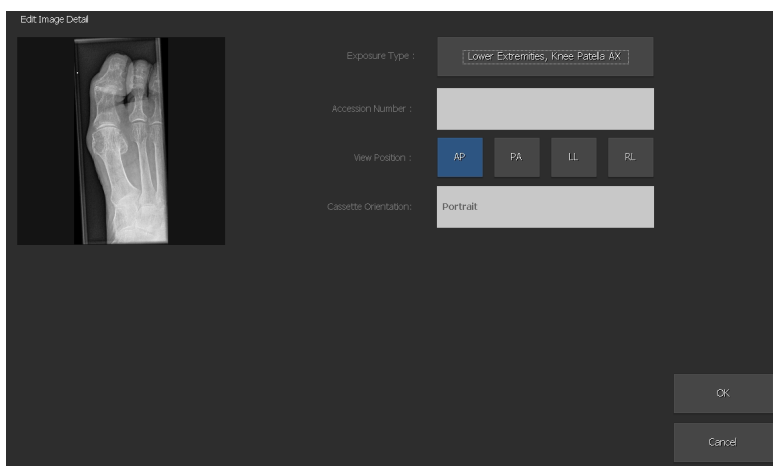 Edit Image Detail
Exposure Type :
Lower Extremities, Knee Patella AX
Accession Number :
View Position :
AP
PA
LL
RL
Cassette Orientation:
Portrait
OK
Cancel